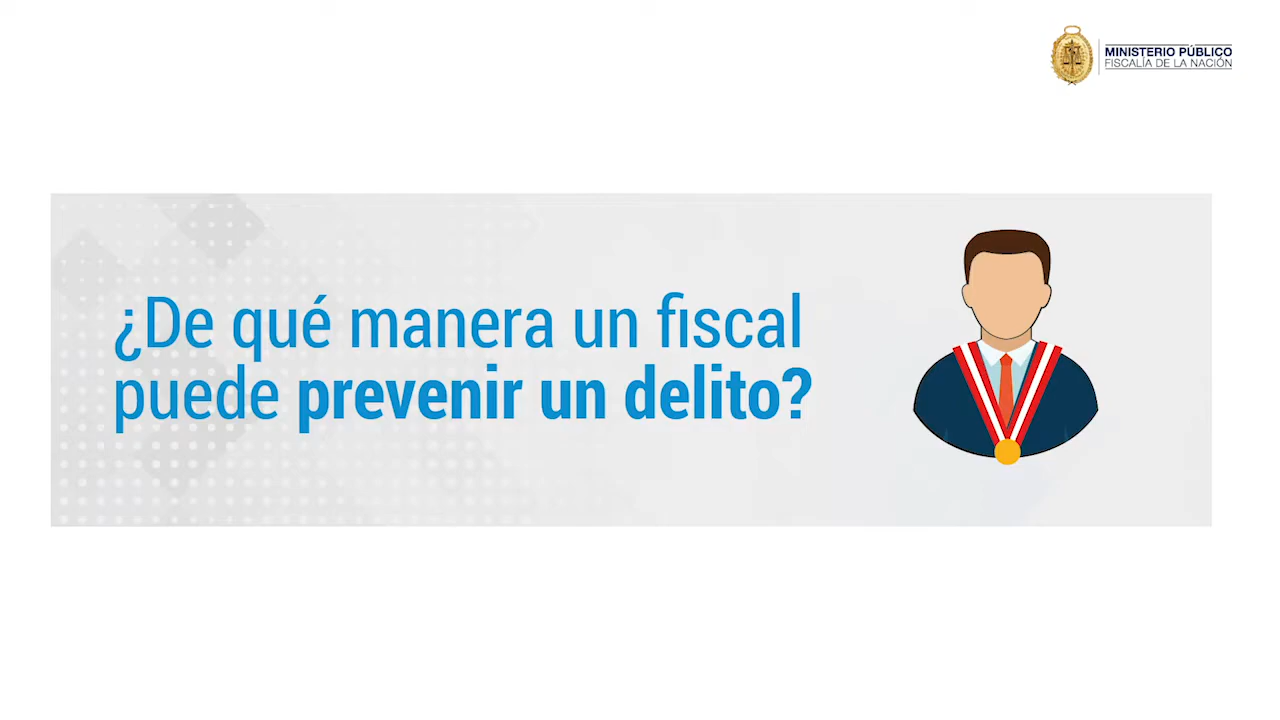 MINISTERIO PÚBLICO
FISCALÍA DE LA NACIÓN
¿De qué manera un fiscal
puede prevenir un delito?